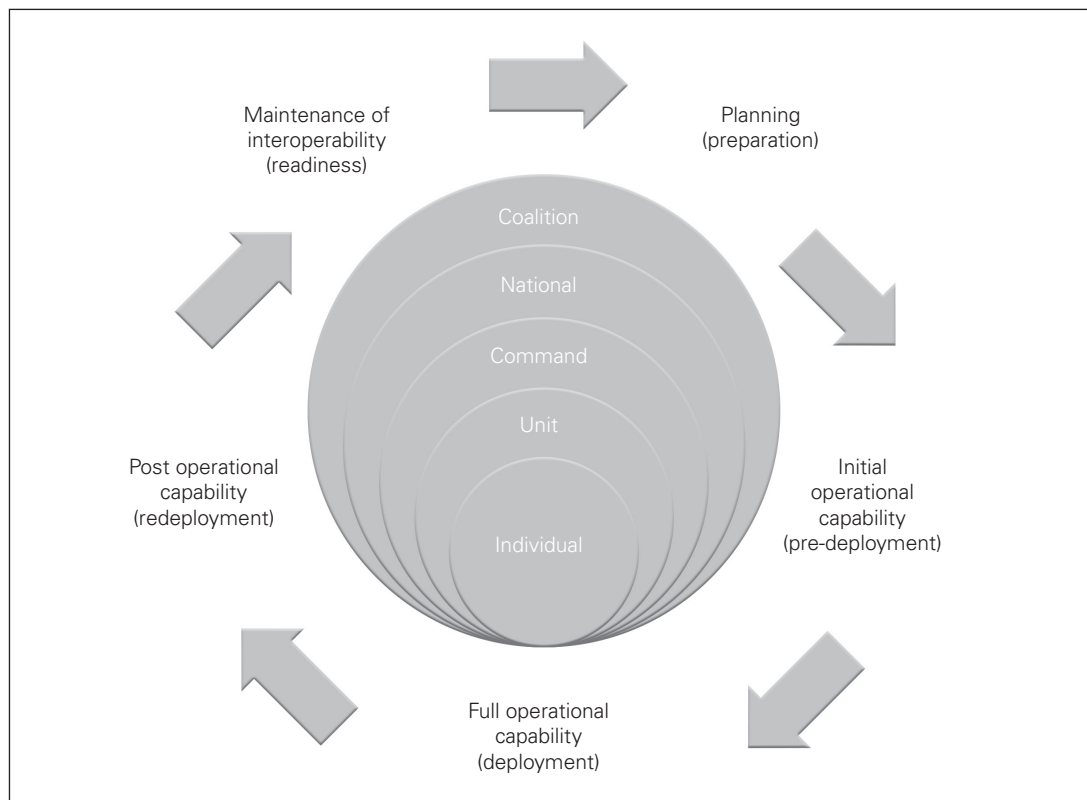 Maintenance of
interoperability
(readiness)
Planning
(preparation)
Coalition
National
Command
Unit
Individual
Post operational
capability
(redeployment)
Initial
operational
capability
(pre-deployment)
Full operational
capability
(deployment)